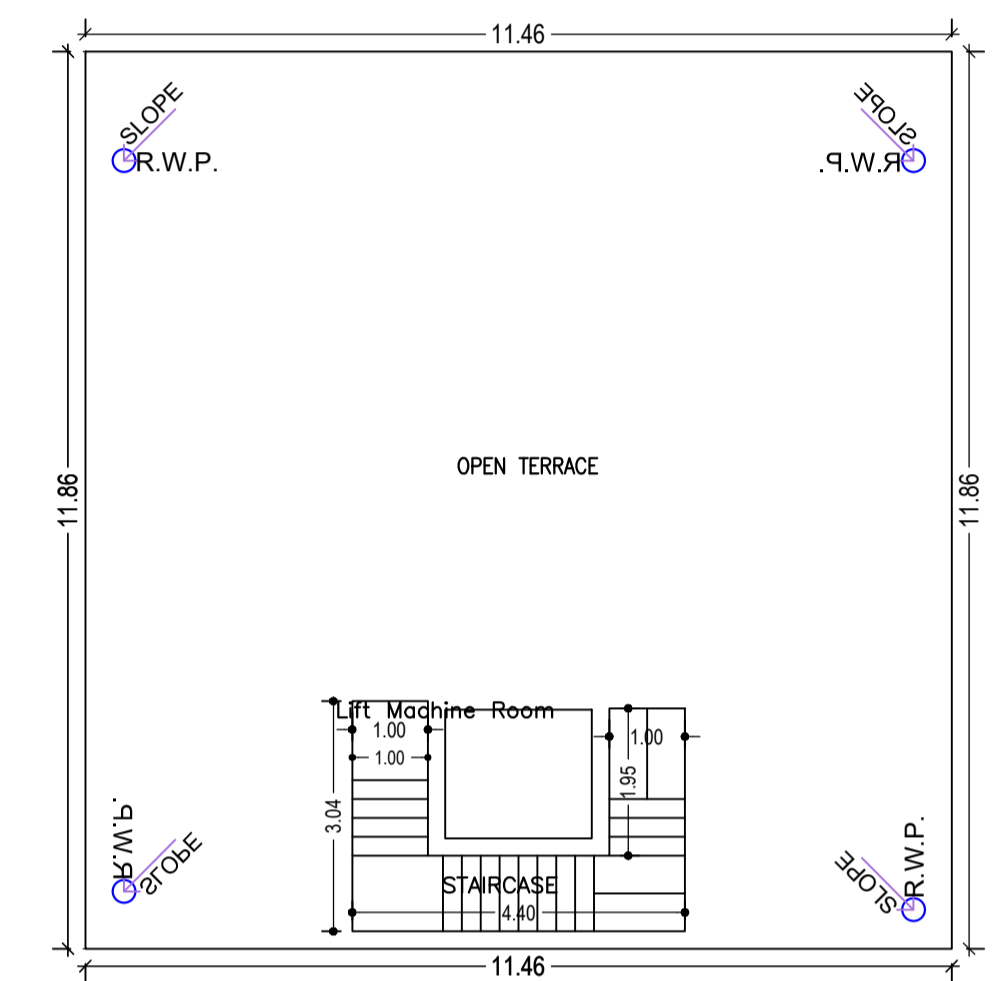 11.46
SLOPE
SLOPE
R.W.P.
R.W.P.
OPEN TERRACE
11.86
11.86
Lift Machine Room
1.00
1.00
1.00
1.95
3.04
R.W.P.
SLOPE
STAIRCASE
4.40
SLOPE
R.W.P.
11.46